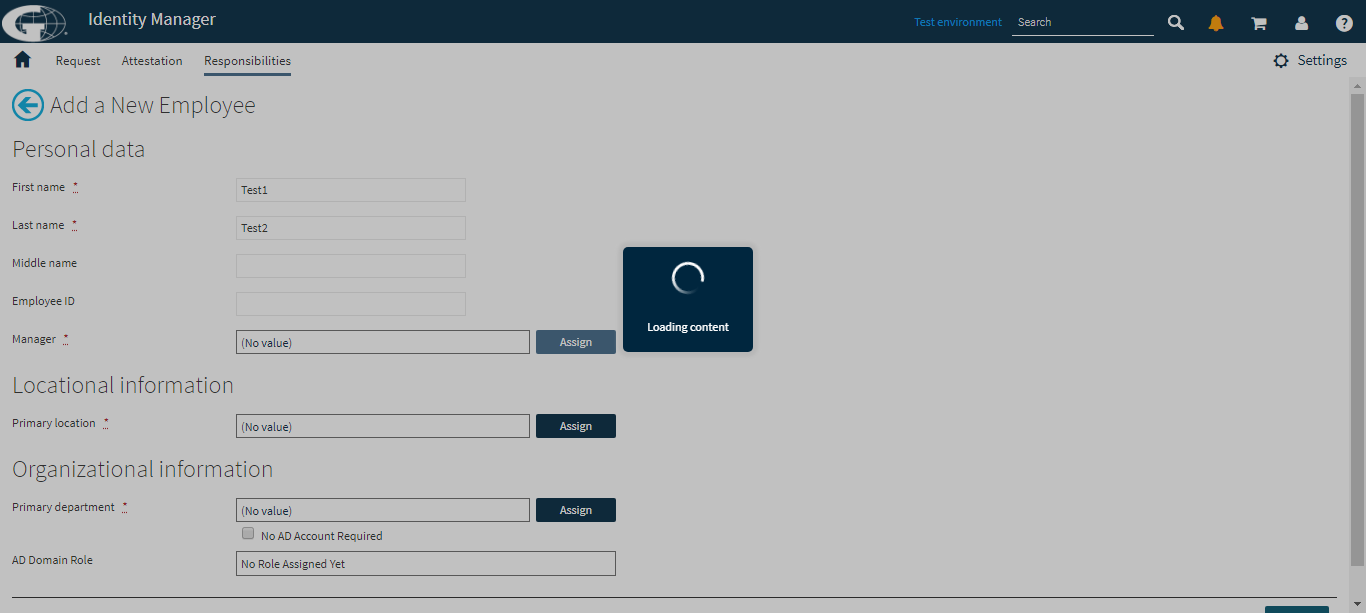 Identity Manager
Test environment
Search
Request
Attestation
Responsibilities
Settings
Add a New Employee
Personal data
First name *
Test1
Last name *
Test2
Middle name
Employee ID
Manager *
(No value)
Assign
Loading content
Locational information
Primary location *
(No value)
Assign
Organizational information
Primary department *
(No value)
Assign
No AD Account Required
AD Domain Role
No Role Assigned Yet